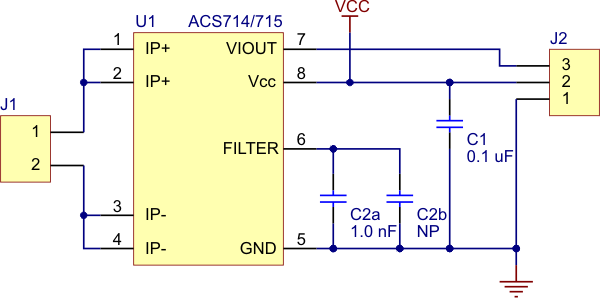 VCC
U1 ACS714/715
J2
1 IP+ VIOUT 7
3
2 IP+ Vcc 8
2
1
J1
1
2
C1
0.1 uF
FILTER 6
3 IP-
C2a C2b
1.0 nF NP
4 IP- GND 5